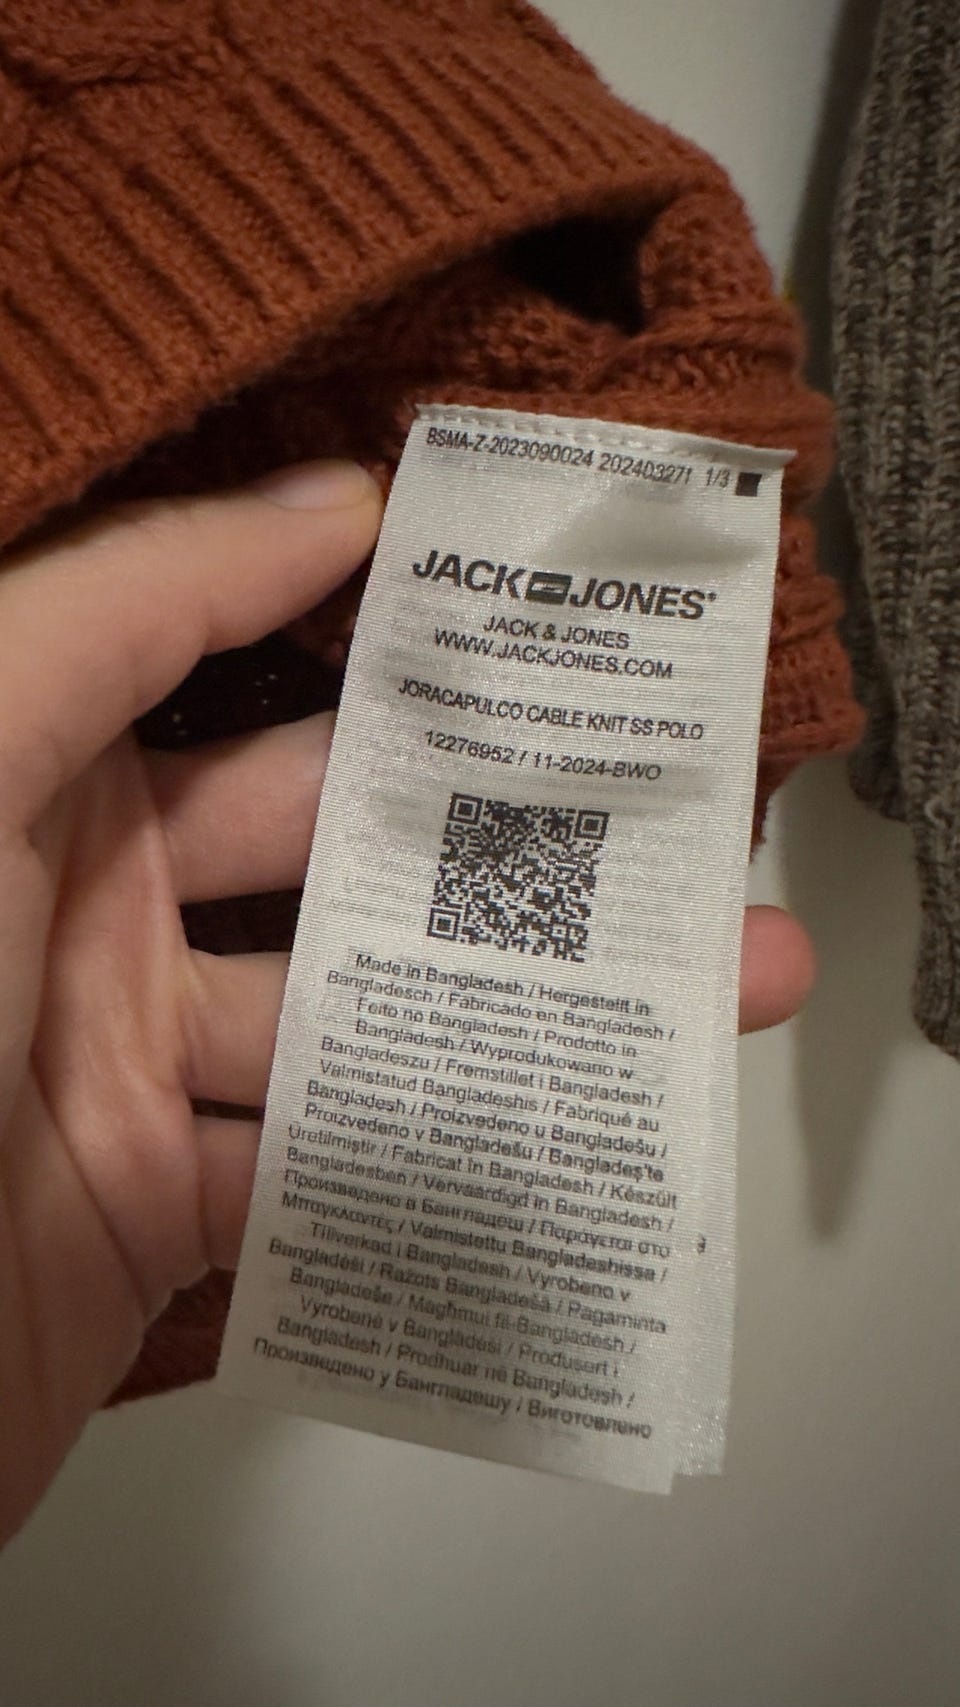 BSMA-Z-2023090024 202403271 1/3
JACK JONES
JACK & JONES
WWW.JACKJONES.COM
JORACAPULCO CABLE KNIT SS POLO
12276952 / 11-2024-BWO
Made in Bangladesh / Hergestellt in
Bangladesch / Fabricado en Bangladesh /
Feito no Bangladesh / Prodotto in
Bangladesh / Wyprodukowano w
Bangladeszu / Fremstillet i Bangladesh /
Valmistatud Bangladeshis / Fabriqué au
Bangladesh / Proizvedeno u Bangladešu /
Proizvedeno v Bangladešu / Bangladeş'te
Üretilmiştir / Fabricat în Bangladesh / Készült
Bangladesben / Vervaardigd in Bangladesh /
Произведено в Бангладеш / Παράγεται στο
Μπαγκλαντές / Valmistettu Bangladeshissa /
Tillverkad i Bangladesh / Vyrobeno v
Bangladéši / Ražots Bangladešā / Pagaminta
Bangladeše / Magħmul fil-Bangladesh /
Vyrobené v Bangladéši / Produsert i
Bangladesh / Prodhuar në Bangladesh /
Произведено у Бангладешу / Виготовлено